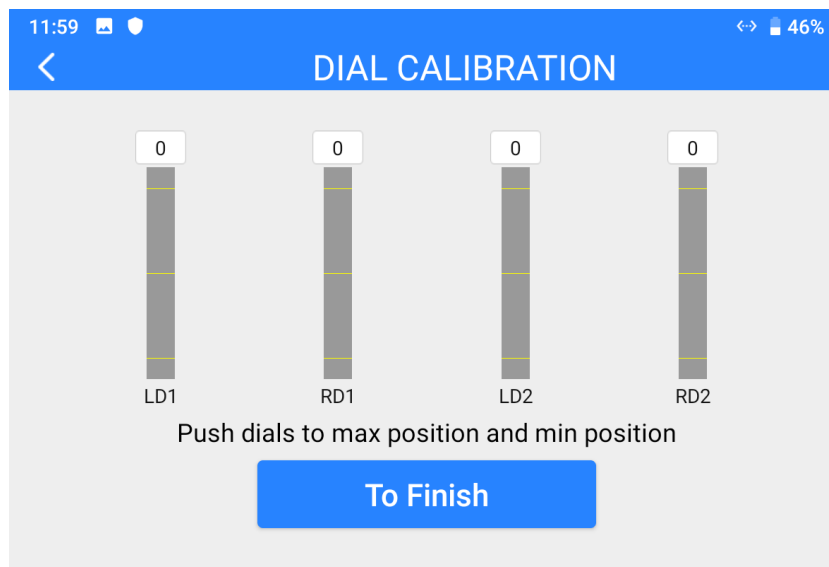 11:59 46%
DIAL CALIBRATION
0 0 0 0
LD1 RD1 LD2 RD2
Push dials to max position and min position
To Finish